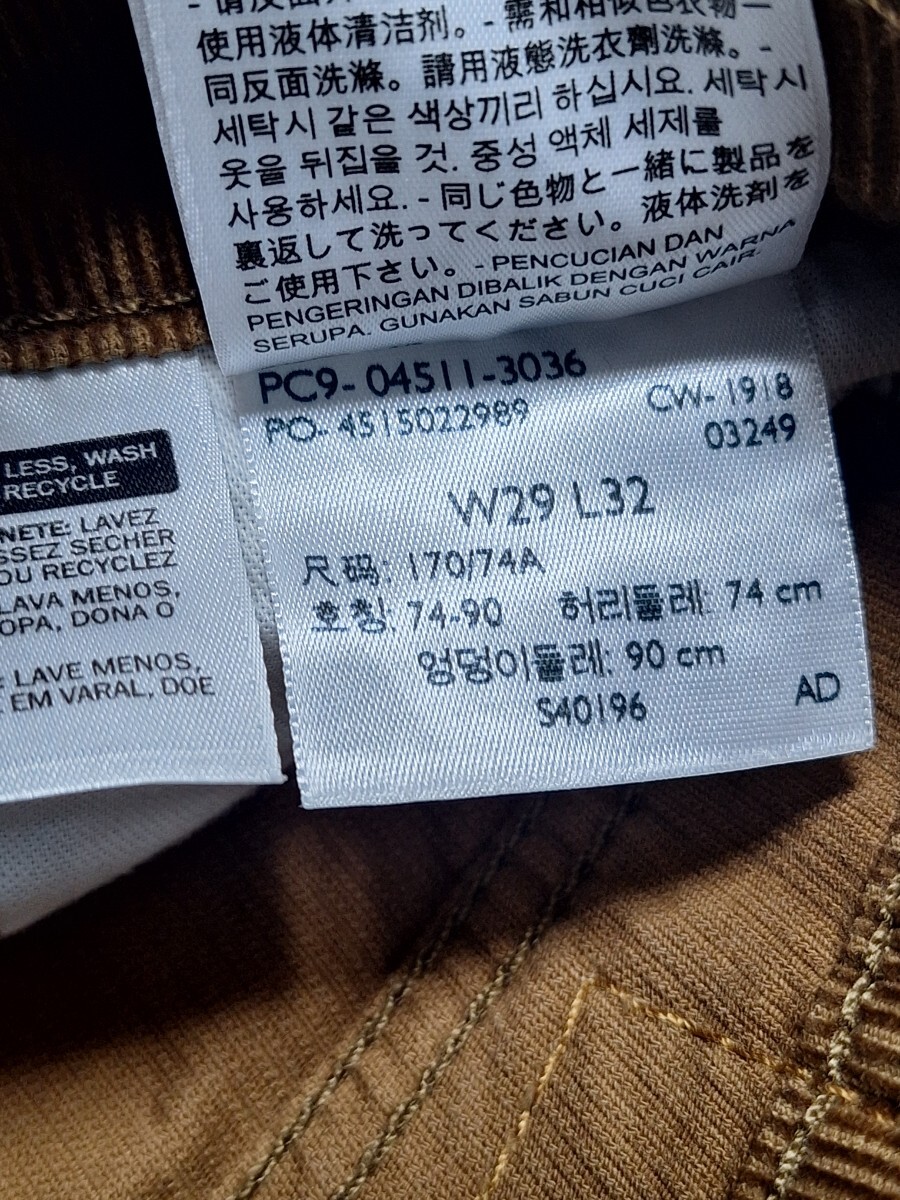 - 请反面
- 需和相似色衣物一
使用液体清洁剂。
同反面洗滌。請用液態洗衣劑洗滌。-
세탁시 같은 색상끼리 하십시요. 세탁 시
옷을 뒤집을 것. 중성 액체 세제를
사용하세요. - 同じ色物と一緒に製品を
裏返して洗ってください。液体洗剤を
ご使用下さい。- PENCUCIAN DAN
PENGERINGAN DIBALIK DENGAN WARNA
SERUPA. GUNAKAN SABUN CUCI CAIR.
PC9- 04511-3036
PO- 4515022989
CW- 1918
03249
W29 L32
尺码: 170/74A
호칭: 74-90 허리둘레: 74 cm
엉덩이둘레: 90 cm
S40196
AD
LESS, WASH
RECYCLE
NETE: LAVEZ
SSEZ SECHER
OU RECYCLEZ
LAVA MENOS,
OPA, DONA O
LAVE MENOS,
EM VARAL, DOE